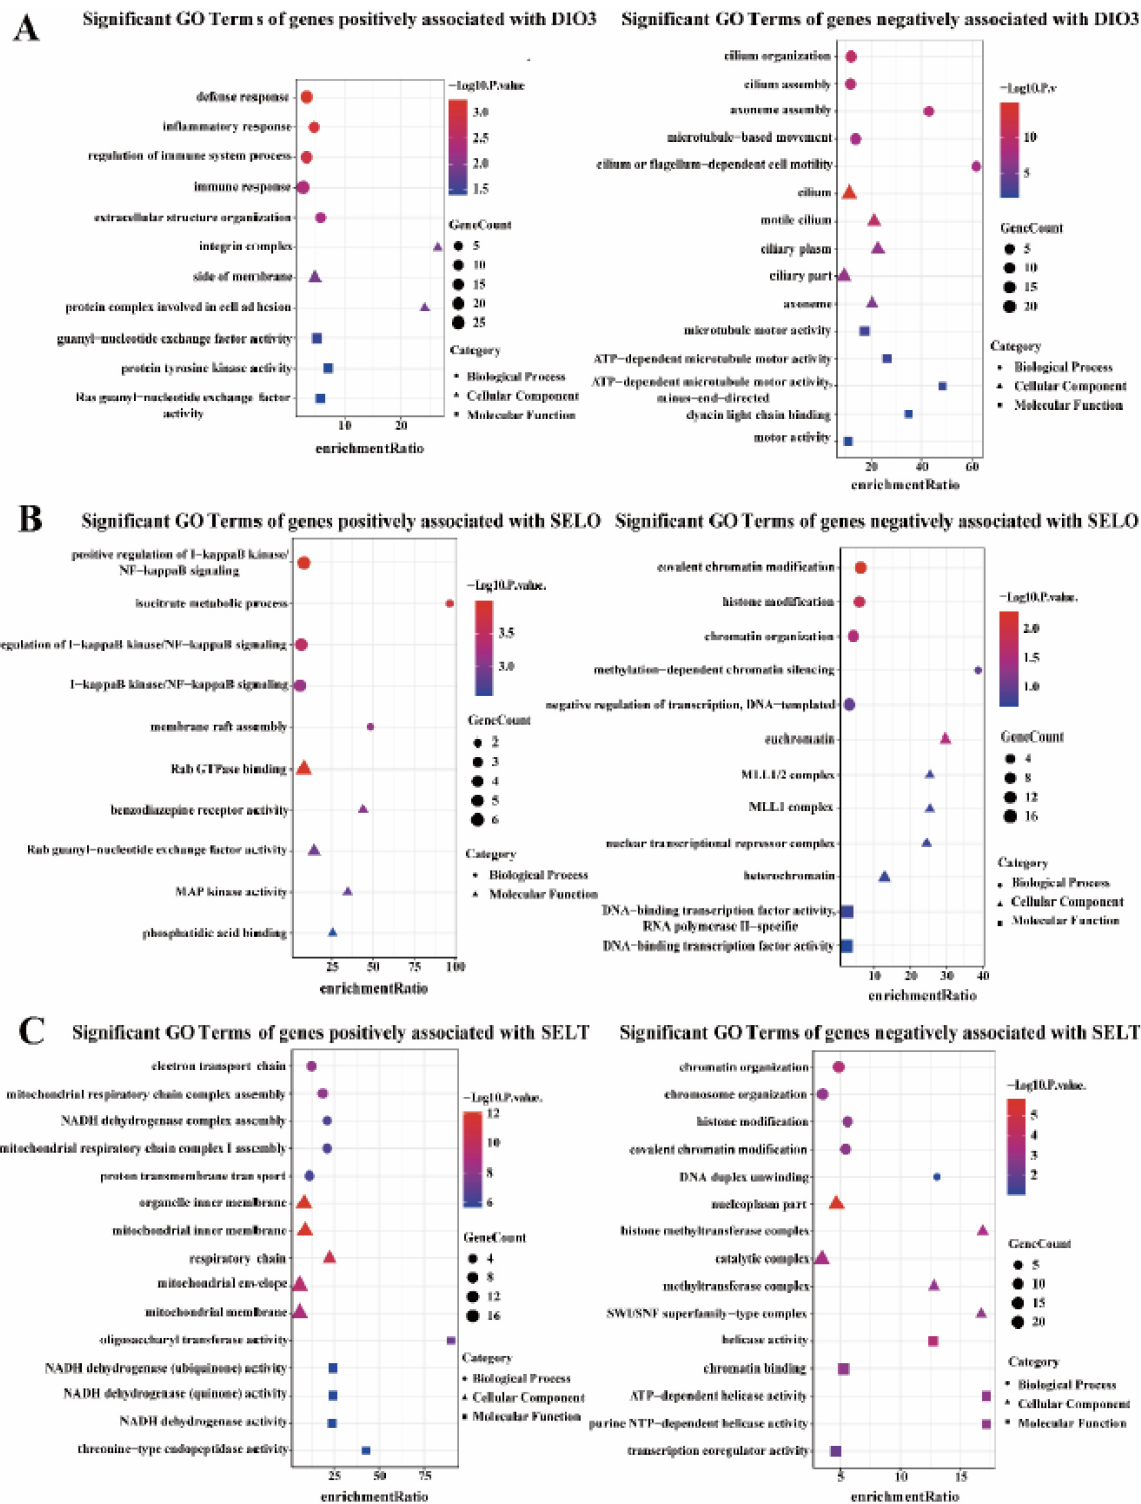 A
Significant GO Terms of genes positively associated with DIO3
defense response
inflammatory response
regulation of immune system process
immune response
extracellular structure organization
integrin complex
side of membrane
protein complex involved in cell adhesion
guanyl-nucleotide exchange factor activity
protein tyrosine kinase activity
Ras guanyl-nucleotide exchange factor
activity
10 20
enrichmentRatio
-Log10.P.value
3.0
2.5
2.0
1.5
GeneCount
5
10
15
20
25
Category
Biological Process
Cellular Component
Molecular Function
Significant GO Terms of genes negatively associated with DIO3
cilium organization
cilium assembly
axoneme assembly
microtubule-based movement
cilium or flagellum-dependent cell motility
cilium
motile cilium
ciliary plasm
ciliary part
axoneme
microtubule motor activity
ATP-dependent microtubule motor activity
ATP-dependent microtubule motor activity,
minus-end-directed
dynein light chain binding
motor activity
20 40 60
enrichmentRatio
-Log10.P.v
10
5
GeneCount
5
10
15
20
Category
Biological Process
Cellular Component
Molecular Function
B
Significant GO Terms of genes positively associated with SELO
positive regulation of I-kappaB kinase/
NF-kappaB signaling
isocitrate metabolic process
regulation of I-kappaB kinase/NF-kappaB signaling
I-kappaB kinase/NF-kappaB signaling
membrane raft assembly
Rab GTPase binding
benzodiazepine receptor activity
Rab guanyl-nucleotide exchange factor activity
MAP kinase activity
phosphatidic acid binding
25 50 75 100
enrichmentRatio
-Log10.P.value.
3.5
3.0
GeneCount
2
3
4
5
6
Category
Biological Process
Molecular Function
Significant GO Terms of genes negatively associated with SELO
covalent chromatin modification
histone modification
chromatin organization
methylation-dependent chromatin silencing
negative regulation of transcription, DNA-templated
euchromatin
MLL1/2 complex
MLL1 complex
nuclear transcriptional repressor complex
heterochromatin
DNA-binding transcription factor activity,
RNA polymerase II-specific
DNA-binding transcription factor activity
10 20 30 40
enrichmentRatio
-Log10.P.value.
2.0
1.5
1.0
GeneCount
4
8
12
16
Category
Biological Process
Cellular Component
Molecular Function
C
Significant GO Terms of genes positively associated with SELT
electron transport chain
mitochondrial respiratory chain complex assembly
NADH dehydrogenase complex assembly
mitochondrial respiratory chain complex I assembly
proton transmembrane transport
organelle inner membrane
mitochondrial inner membrane
respiratory chain
mitochondrial envelope
mitochondrial membrane
oligosaccharyl transferase activity
NADH dehydrogenase (ubiquinone) activity
NADH dehydrogenase (quinone) activity
NADH dehydrogenase activity
threonine-type endopeptidase activity
25 50 75
enrichmentRatio
-Log10.P.value.
12
10
8
6
GeneCount
4
8
12
16
Category
Biological Process
Cellular Component
Molecular Function
Significant GO Terms of genes negatively associated with SELT
chromatin organization
chromosome organization
histone modification
covalent chromatin modification
DNA duplex unwinding
nucleoplasm part
histone methyltransferase complex
catalytic complex
methyltransferase complex
SWI/SNF superfamily-type complex
helicase activity
chromatin binding
ATP-dependent helicase activity
purine NTP-dependent helicase activity
transcription coregulator activity
5 10 15
enrichmentRatio
-Log10.P.value.
5
4
3
2
GeneCount
5
10
15
20
Category
Biological Process
Cellular Component
Molecular Function